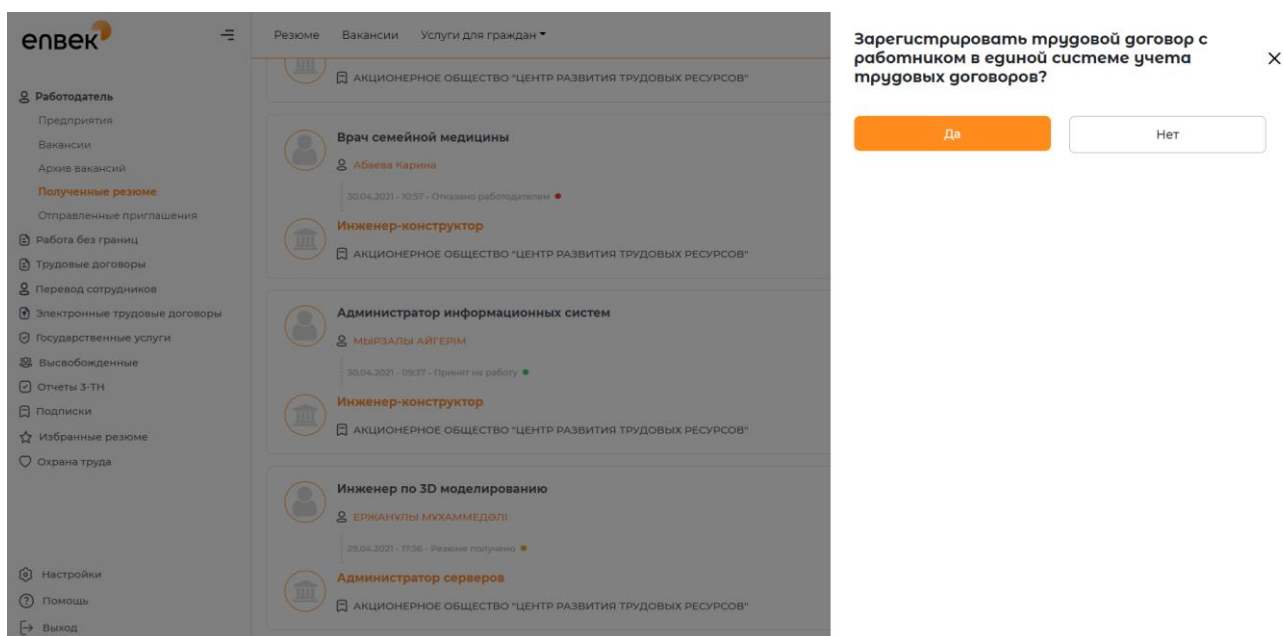 enbek
Работодатель
Предприятия
Вакансии
Архив вакансий
Полученные резюме
Отправленные приглашения
Работа без границ
Трудовые договоры
Перевод сотрудников
Электронные трудовые договоры
Государственные услуги
Высвобожденные
Отчеты 3-ТН
Подписки
Избранные резюме
Охрана труда
Настройки
Помощь
Выход
Резюме Вакансии Услуги для граждан
АКЦИОНЕРНОЕ ОБЩЕСТВО "ЦЕНТР РАЗВИТИЯ ТРУДОВЫХ РЕСУРСОВ"
Врач семейной медицины
Абаева Карина
30.04.2021 - 10:57 - Отказано работодателем
Инженер-конструктор
АКЦИОНЕРНОЕ ОБЩЕСТВО "ЦЕНТР РАЗВИТИЯ ТРУДОВЫХ РЕСУРСОВ"
Администратор информационных систем
МЫРЗАЛЫ АЙГЕРІМ
30.04.2021 - 09:37 - Принят на работу
Инженер-конструктор
АКЦИОНЕРНОЕ ОБЩЕСТВО "ЦЕНТР РАЗВИТИЯ ТРУДОВЫХ РЕСУРСОВ"
Инженер по 3D моделированию
ЕРЖАНҰЛЫ МҰХАММЕДӘЛІ
29.04.2021 - 17:56 - Резюме получено
Администратор серверов
АКЦИОНЕРНОЕ ОБЩЕСТВО "ЦЕНТР РАЗВИТИЯ ТРУДОВЫХ РЕСУРСОВ"
Зарегистрировать трудовой договор с
работником в единой системе учета
трудовых договоров?
Да Нет